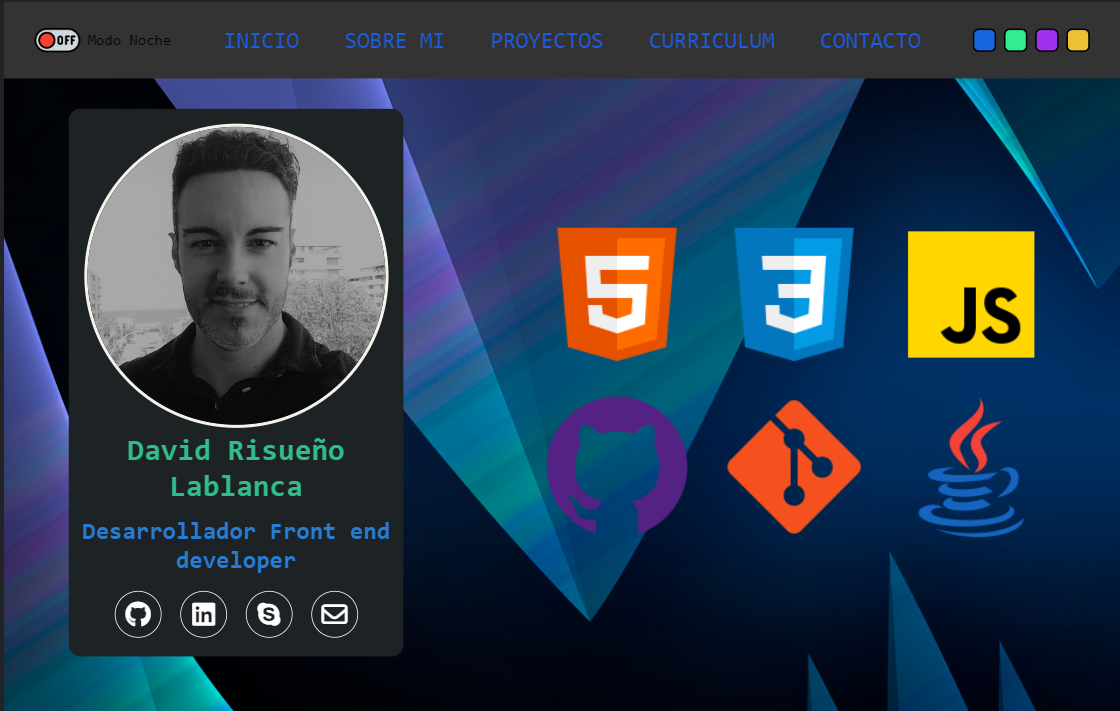 OFF Modo Noche INICIO SOBRE MI PROYECTOS CURRICULUM CONTACTO
David Risueño
Lablanca
Desarrollador Front end
developer
in
S
5
3
JS